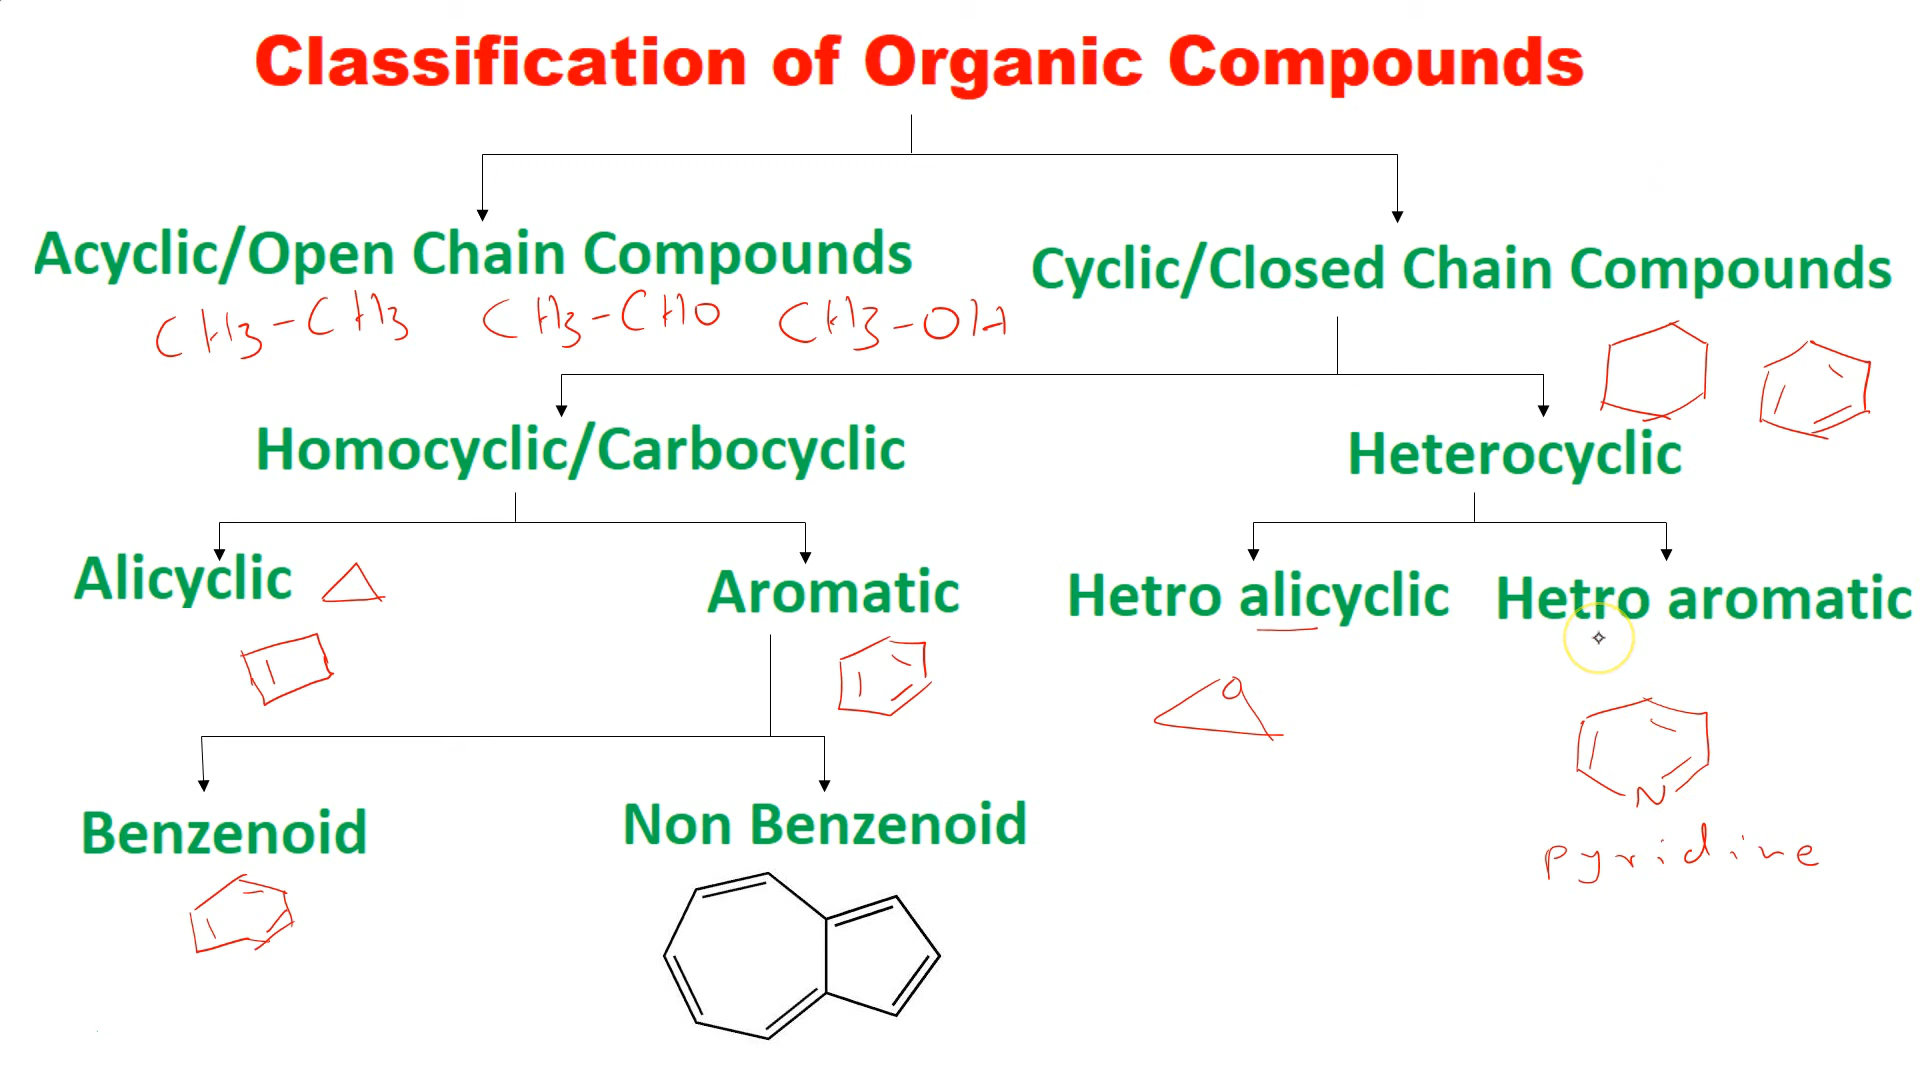 Classification of Organic Compounds
Acyclic/Open Chain Compounds
Cyclic/Closed Chain Compounds
CH3-CH3 CH3-CHO CH3-OH
Homocyclic/Carbocyclic
Heterocyclic
Alicyclic
Aromatic
Hetro alicyclic
Hetro aromatic
O
N
Benzenoid
Non Benzenoid
pyridine